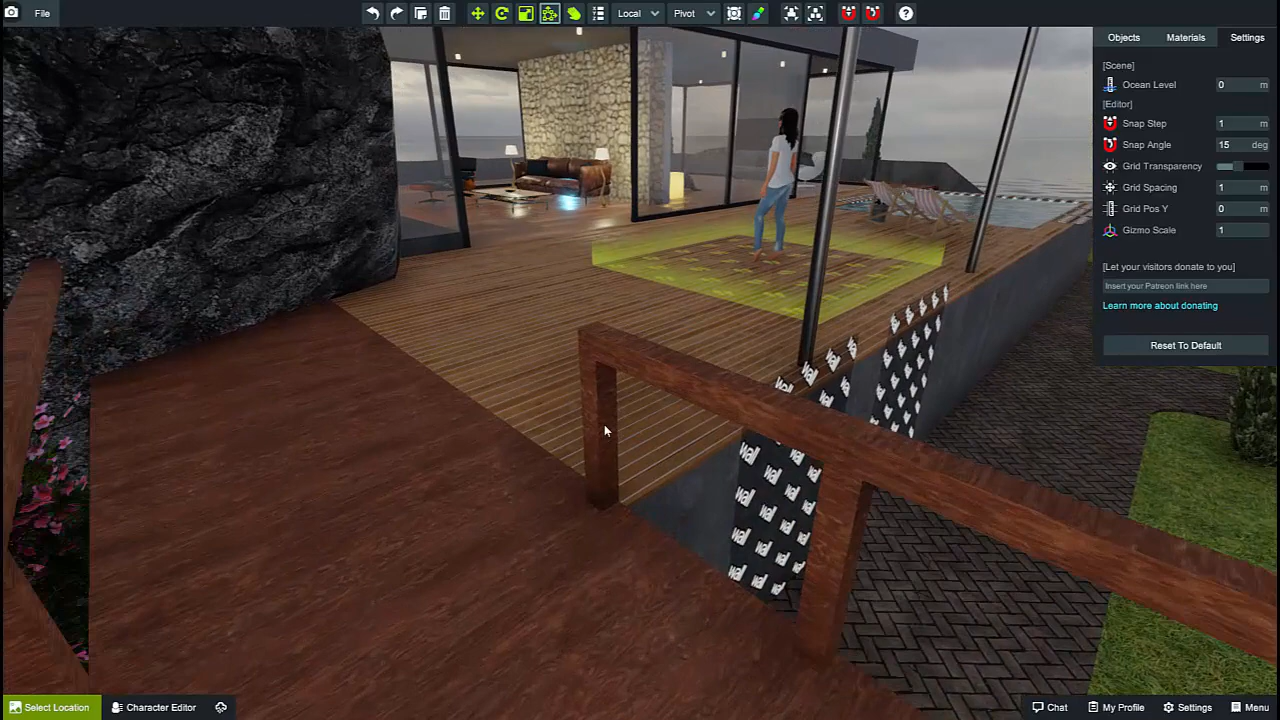 File
Local
Pivot
Objects Materials Settings
[Scene]
Ocean Level 0 m
[Editor]
Snap Step 1 m
Snap Angle 15 deg
Grid Transparency
Grid Spacing 1 m
Grid Pos Y 0 m
Gizmo Scale 1
[Let your visitors donate to you]
Insert your Patreon link here
Learn more about donating
Reset To Default
Select Location Character Editor Chat My Profile Settings Menu